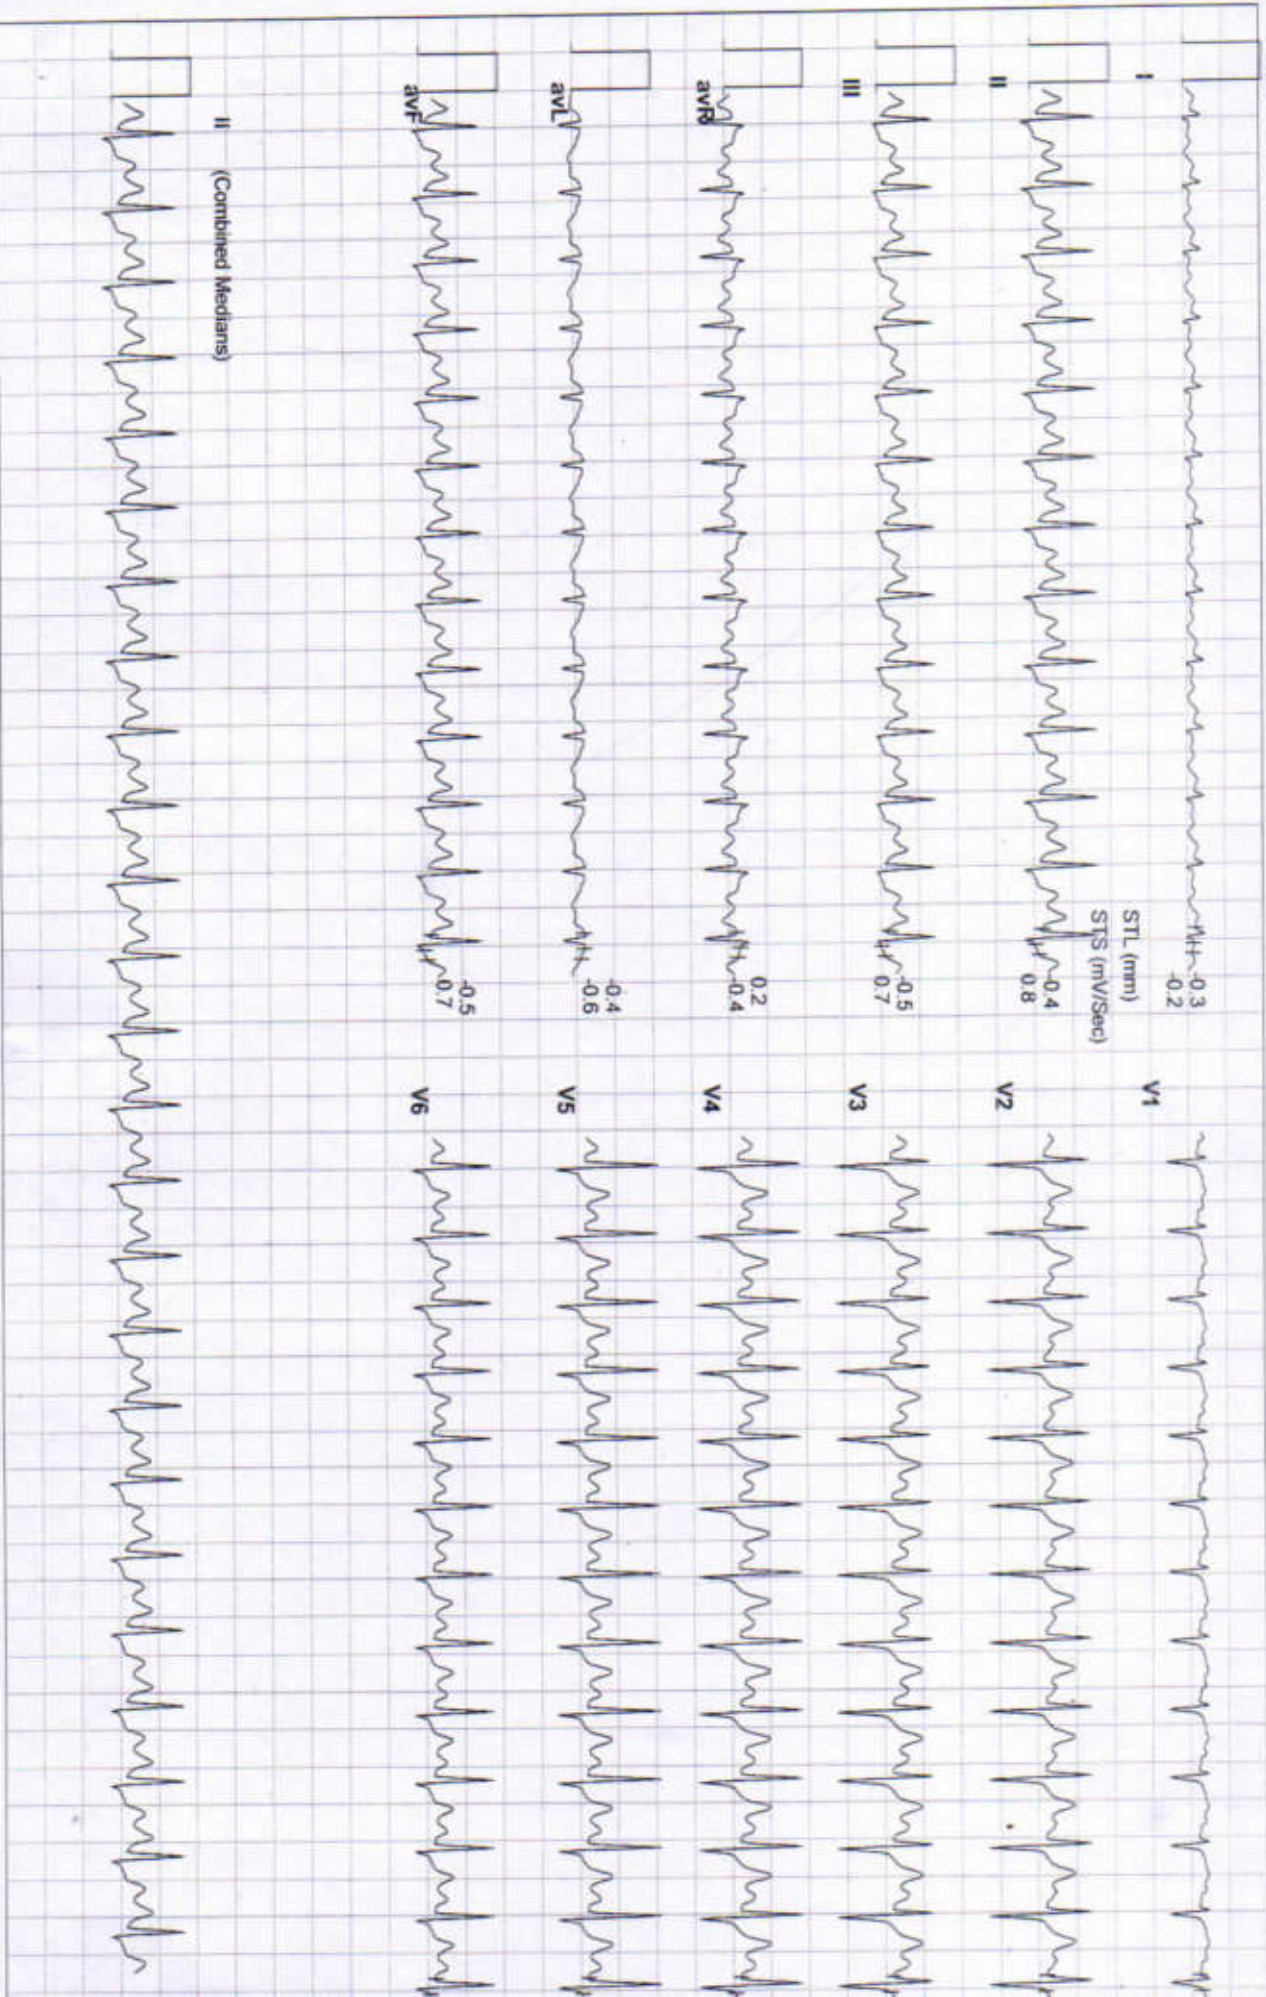 I
-0.3
-0.2
STL (mm)
STS (mV/Sec)
II
-0.4
0.8
III
-0.5
0.7
avR
0.2
-0.4
avL
-0.4
-0.6
avF
-0.5
0.7
V1
V2
V3
V4
V5
V6
II (Combined Medians)